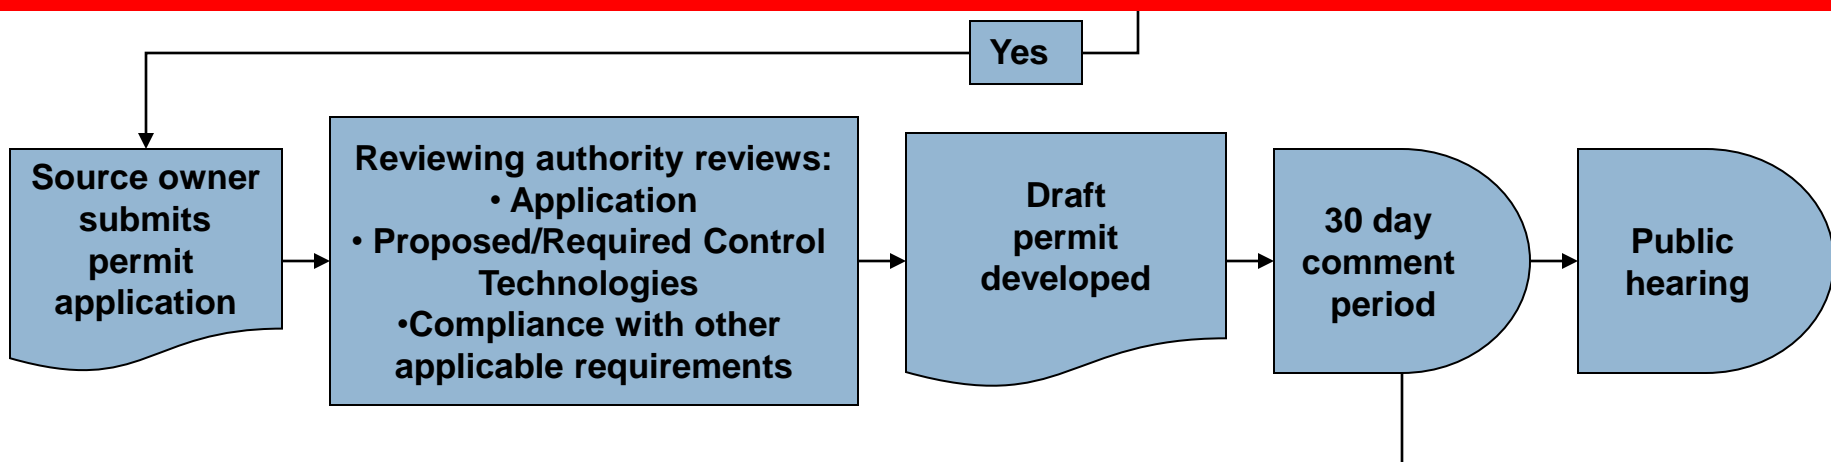 Yes
Source owner
submits
permit
application
Reviewing authority reviews:
• Application
• Proposed/Required Control
Technologies
•Compliance with other
applicable requirements
Draft
permit
developed
30 day
comment
period
Public
hearing